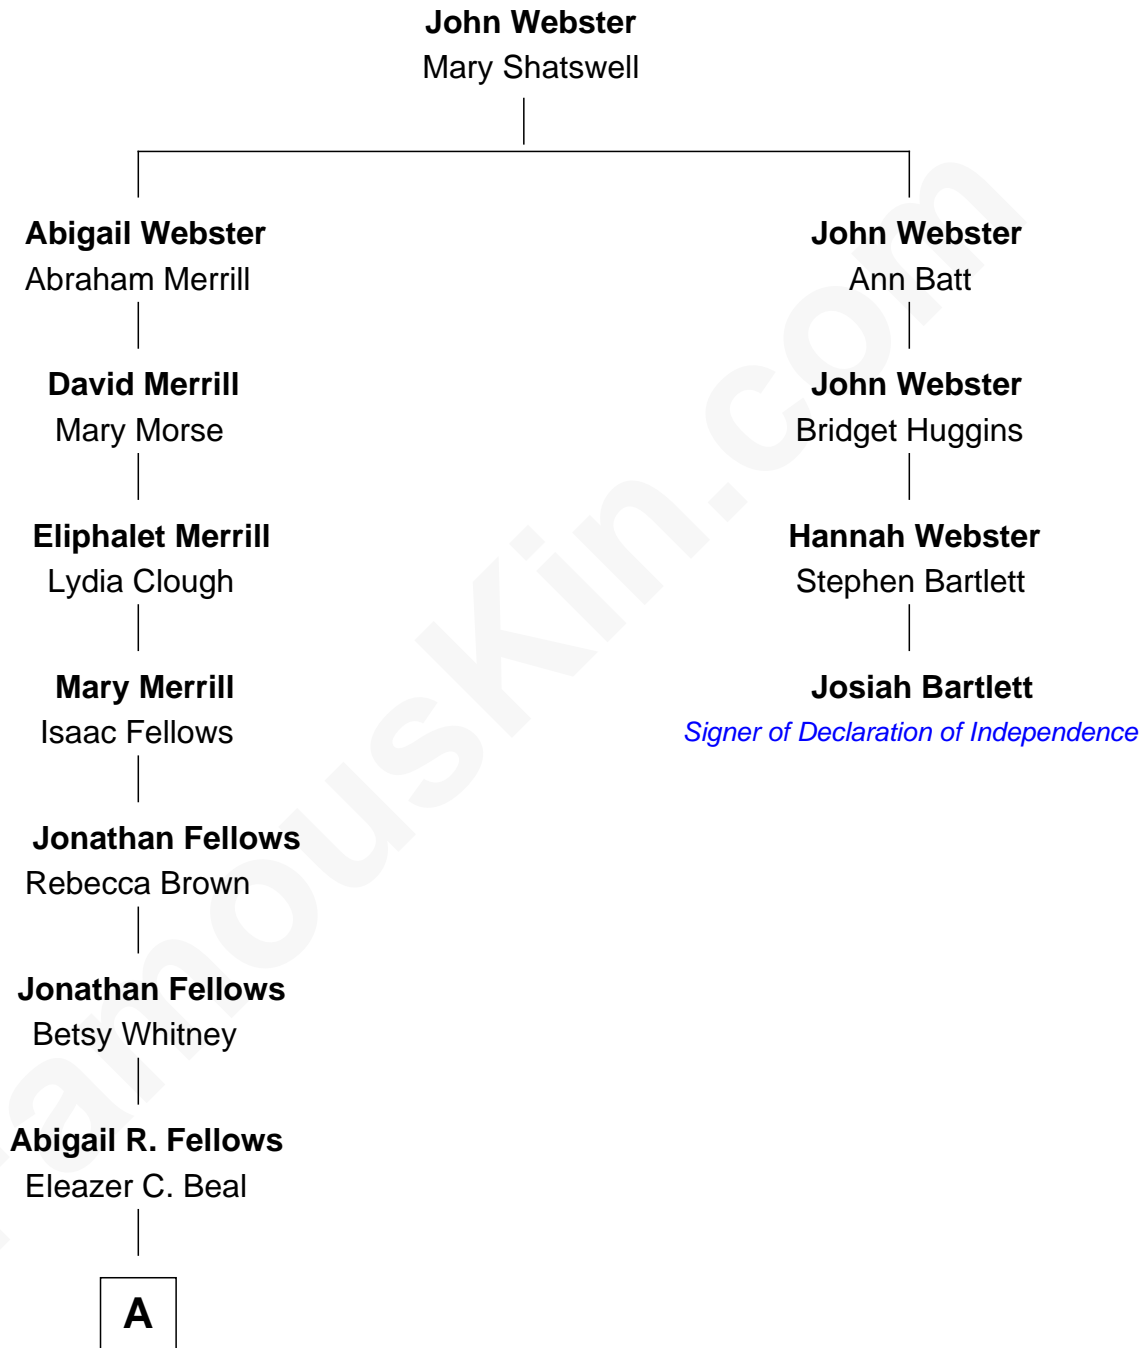 John Webster
Mary Shatswell
Abigail Webster
Abraham Merrill
David Merrill
Mary Morse
Eliphalet Merrill
Lydia Clough
Mary Merrill
Isaac Fellows
Jonathan Fellows
Rebecca Brown
Jonathan Fellows
Betsy Whitney
Abigail R. Fellows
Eleazer C. Beal
A
John Webster
Ann Batt
John Webster
Bridget Huggins
Hannah Webster
Stephen Bartlett
Josiah Bartlett
Signer of Declaration of Independence
FamousKin.com